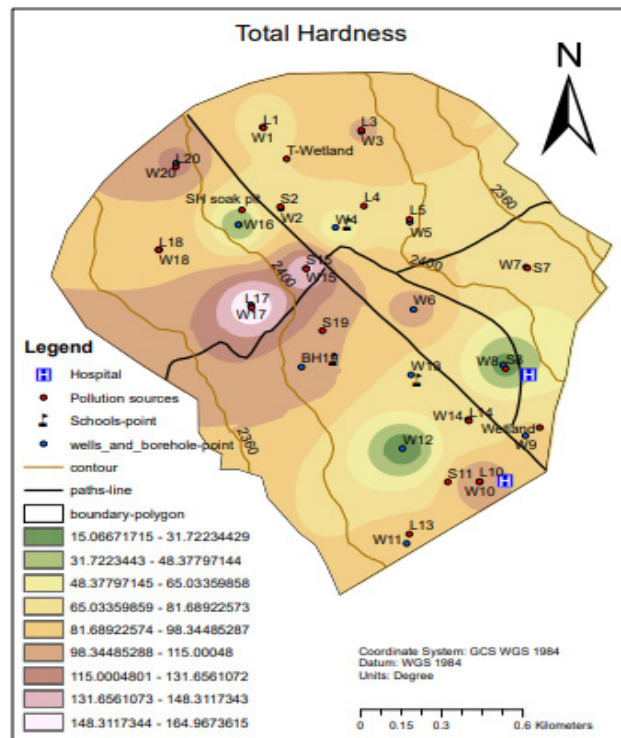 Total Hardness
N
L1
W1
L3
W3
T-Wetland
L20
W20
SH soak pit
S2
W2
L4
W4
L5
W5
W16
2360
L18
W18
S15
W15
2400
2400
W7 S7
L17
W17
W6
S19
BH19
W13
W8 S8
H
W14 L14
Wetland
W9
W12
2360
S11
L10
W10
H
L13
W11
Legend
H Hospital
Pollution sources
Schools-point
wells_and_borehole-point
contour
paths-line
boundary-polygon
15.06671715 - 31.72234429
31.7223443 - 48.37797144
48.37797145 - 65.03359858
65.03359859 - 81.68922573
81.68922574 - 98.34485287
98.34485288 - 115.00048
115.0004801 - 131.6561072
131.6561073 - 148.3117343
148.3117344 - 164.9673615
Coordinate System: GCS WGS 1984
Datum: WGS 1984
Units: Degree
0 0.15 0.3 0.6 Kilometers